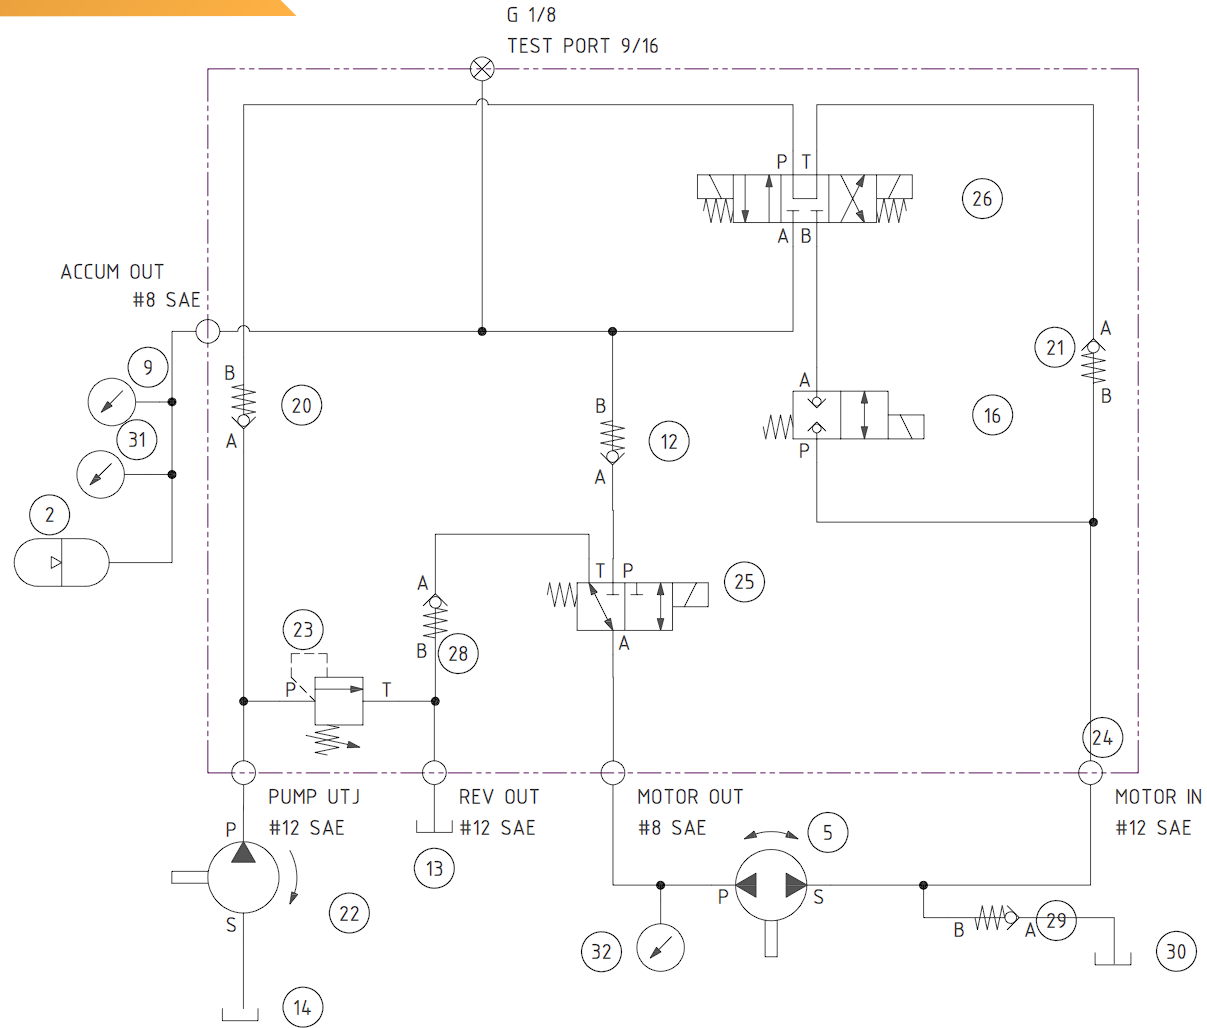 G 1/8
TEST PORT 9/16
P T
26
A B
ACCUM OUT
#8 SAE
9
B
20
A
31
2
B
12
A
A
16
P
A
21
B
T P
25
A
A
B
28
23
P
T
24
PUMP UTJ
#12 SAE
REV OUT
#12 SAE
MOTOR OUT
#8 SAE
MOTOR IN
#12 SAE
P
S
22
14
13
5
P
S
32
B
A
29
30